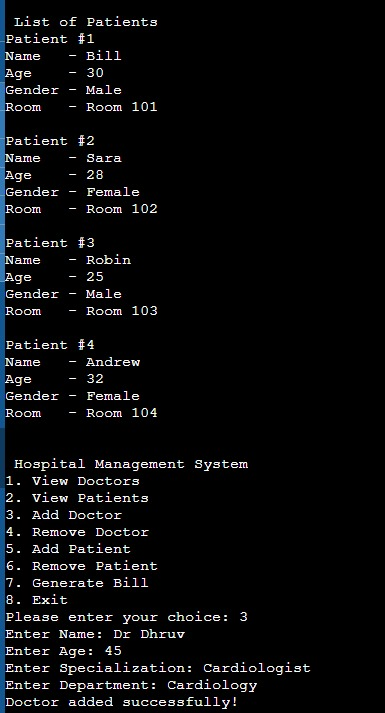 List of Patients
Patient #1
Name   - Bill
Age    - 30
Gender - Male
Room   - Room 101
Patient #2
Name   - Sara
Age    - 28
Gender - Female
Room   - Room 102
Patient #3
Name   - Robin
Age    - 25
Gender - Male
Room   - Room 103
Patient #4
Name   - Andrew
Age    - 32
Gender - Female
Room   - Room 104
Hospital Management System
1. View Doctors
2. View Patients
3. Add Doctor
4. Remove Doctor
5. Add Patient
6. Remove Patient
7. Generate Bill
8. Exit
Please enter your choice: 3
Enter Name: Dr Dhruv
Enter Age: 45
Enter Specialization: Cardiologist
Enter Department: Cardiology
Doctor added successfully!